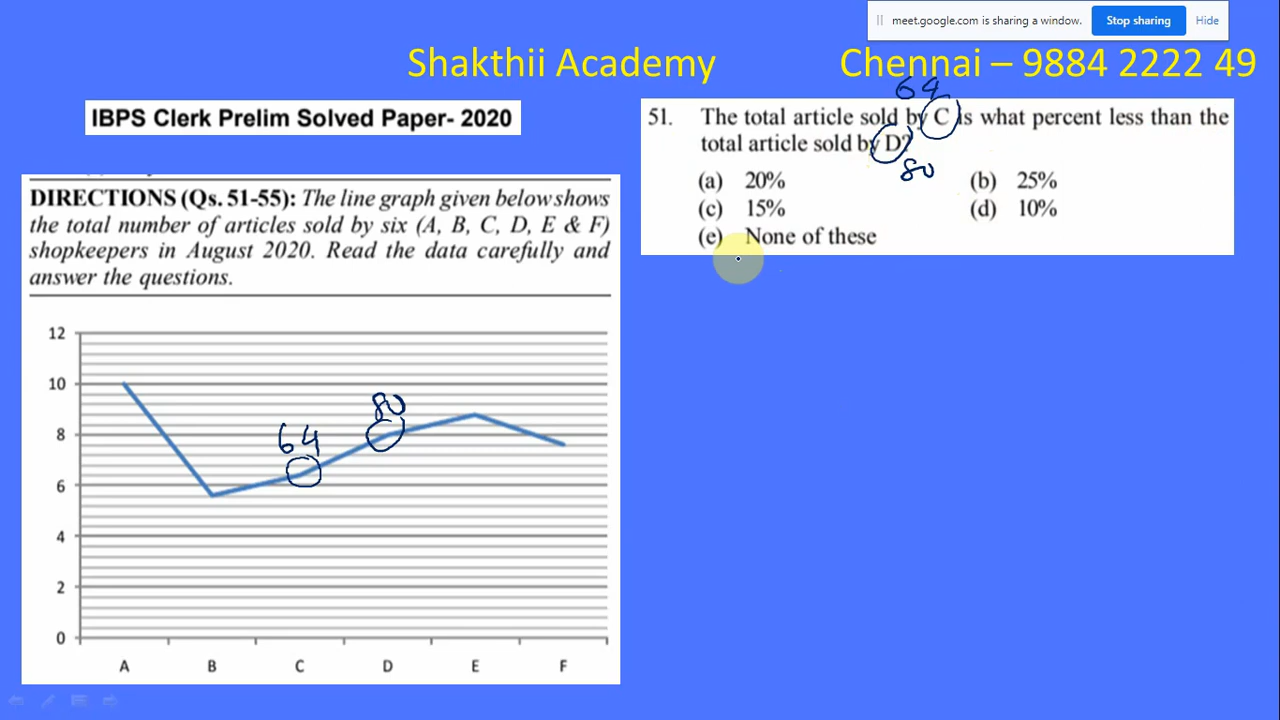 meet.google.com is sharing a window. Stop sharing Hide
Shakthii Academy Chennai – 9884 2222 49
IBPS Clerk Prelim Solved Paper- 2020
64
51. The total article sold by C is what percent less than the
total article sold by D?
80
(a) 20% (b) 25%
(c) 15% (d) 10%
(e) None of these
DIRECTIONS (Qs. 51-55): The line graph given below shows
the total number of articles sold by six (A, B, C, D, E & F)
shopkeepers in August 2020. Read the data carefully and
answer the questions.
12
10
80
8
64
6
4
2
0
A B C D E F